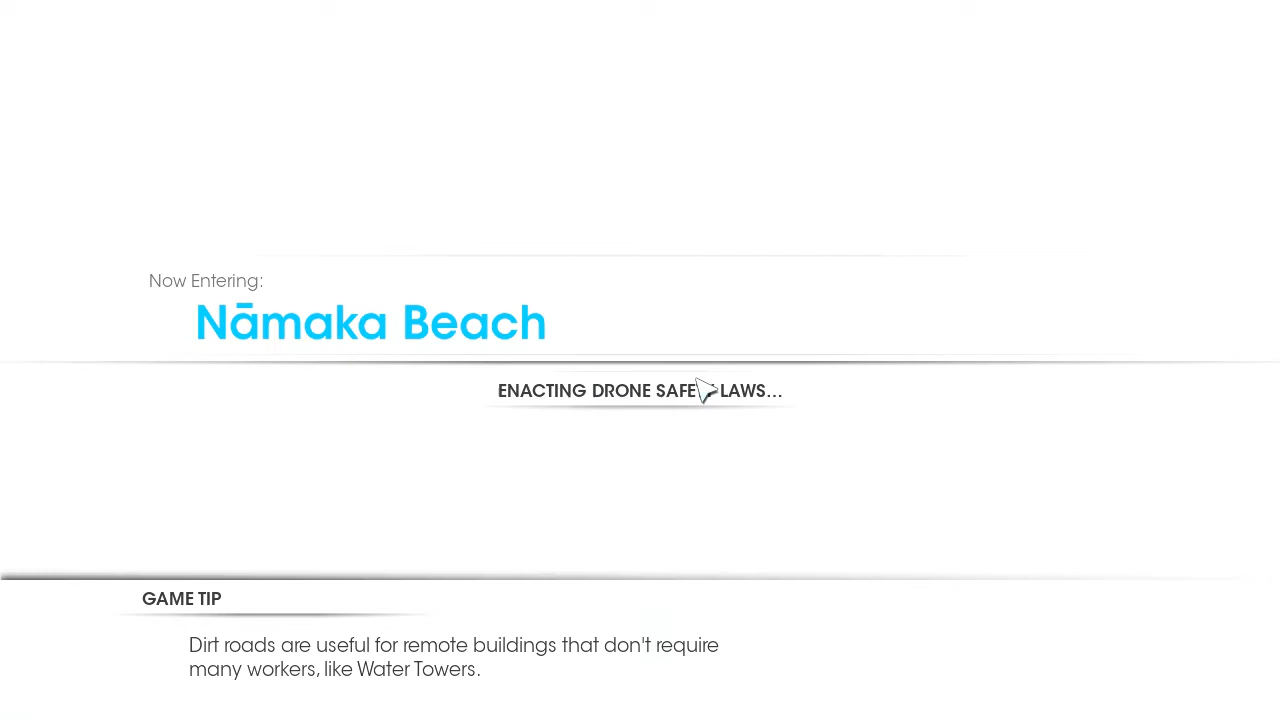 Now Entering:
Nāmaka Beach
ENACTING DRONE SAFE LAWS...
GAME TIP
Dirt roads are useful for remote buildings that don't require
many workers, like Water Towers.